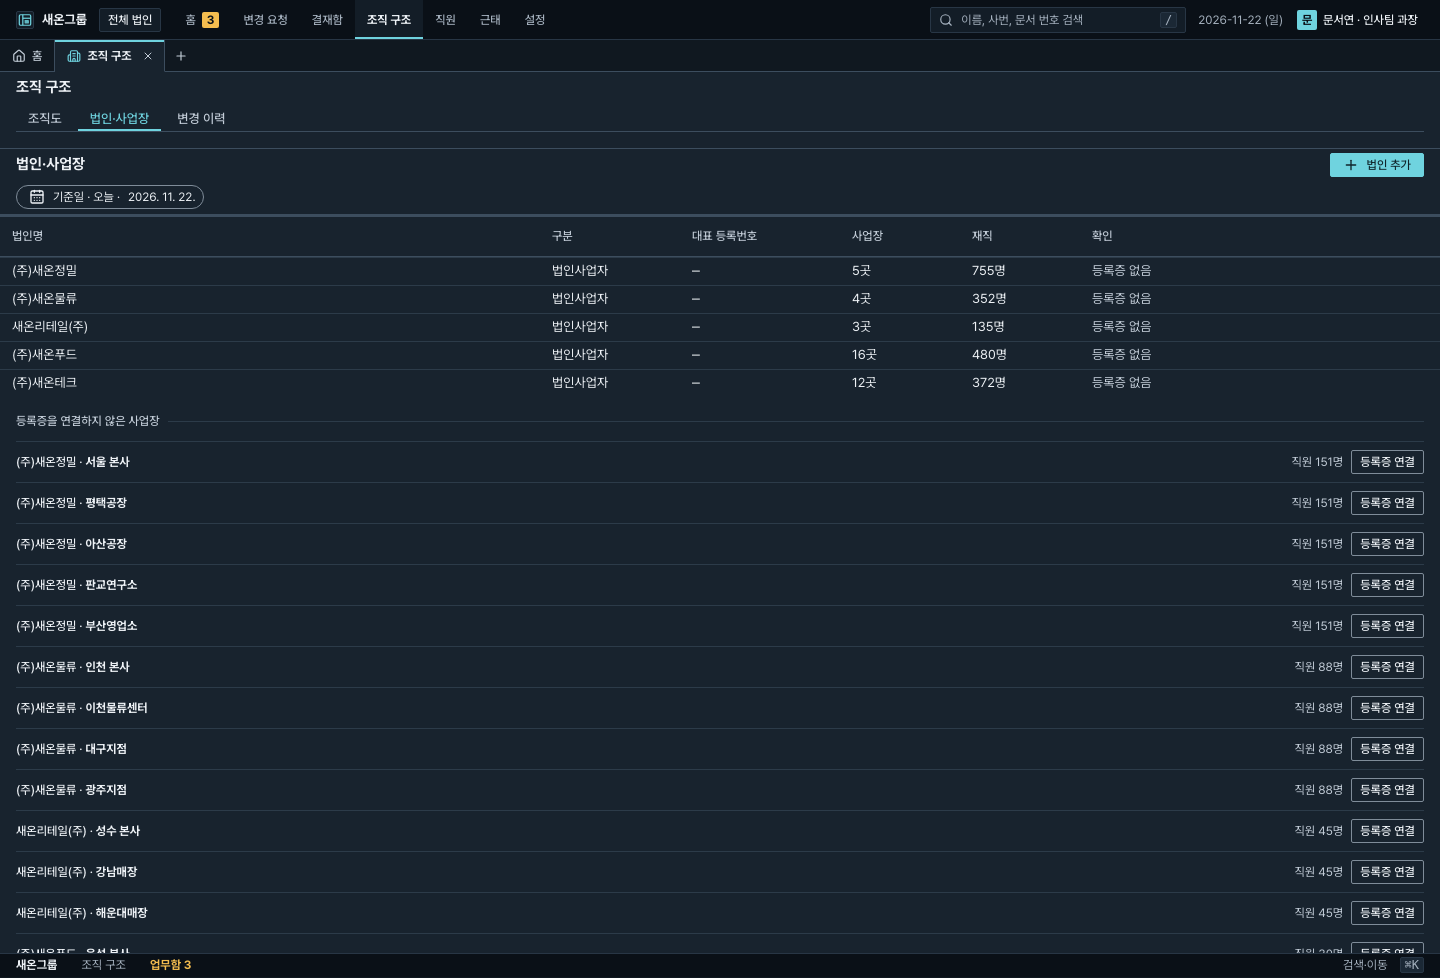 새온그룹 전체 법인 홈 3 변경 요청 결재함 조직 구조 직원 근태 설정 이름, 사번, 문서 번호 검색 / 2026-11-22 (일) 문 문서연 · 인사팀 과장
홈 조직 구조
조직 구조
조직도 법인·사업장 변경 이력
법인·사업장 법인 추가
기준일 · 오늘 · 2026. 11. 22.
법인명 구분 대표 등록번호 사업장 재직 확인
(주)새온정밀 법인사업자 – 5곳 755명 등록증 없음
(주)새온물류 법인사업자 – 4곳 352명 등록증 없음
새온리테일(주) 법인사업자 – 3곳 135명 등록증 없음
(주)새온푸드 법인사업자 – 16곳 480명 등록증 없음
(주)새온테크 법인사업자 – 12곳 372명 등록증 없음
등록증을 연결하지 않은 사업장
(주)새온정밀 · 서울 본사 직원 151명 등록증 연결
(주)새온정밀 · 평택공장 직원 151명 등록증 연결
(주)새온정밀 · 아산공장 직원 151명 등록증 연결
(주)새온정밀 · 판교연구소 직원 151명 등록증 연결
(주)새온정밀 · 부산영업소 직원 151명 등록증 연결
(주)새온물류 · 인천 본사 직원 88명 등록증 연결
(주)새온물류 · 이천물류센터 직원 88명 등록증 연결
(주)새온물류 · 대구지점 직원 88명 등록증 연결
(주)새온물류 · 광주지점 직원 88명 등록증 연결
새온리테일(주) · 성수 본사 직원 45명 등록증 연결
새온리테일(주) · 강남매장 직원 45명 등록증 연결
새온리테일(주) · 해운대매장 직원 45명 등록증 연결
새온그룹 조직 구조 업무함 3 검색·이동 ⌘K